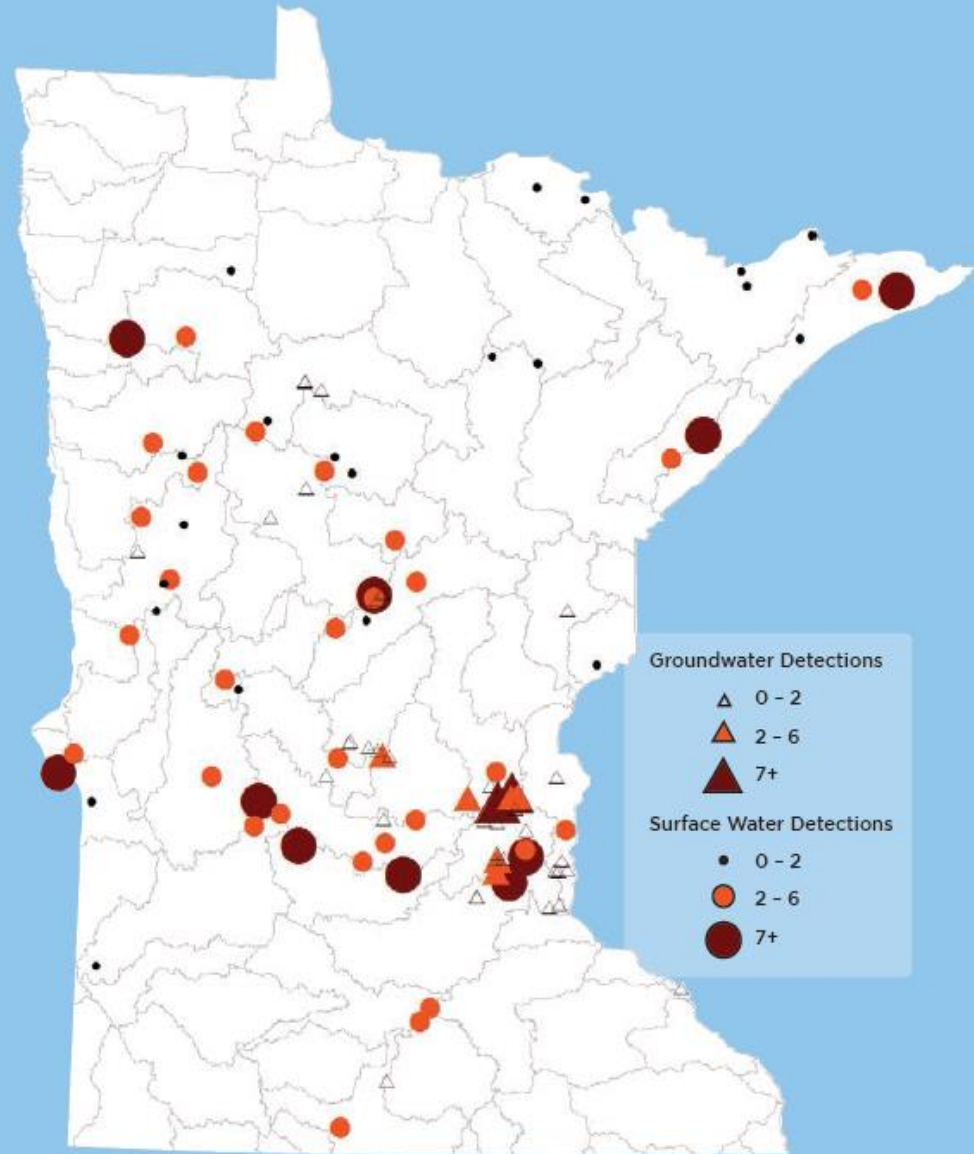 Groundwater Detections
0 – 2
2 – 6
7+
Surface Water Detections
0 – 2
2 – 6
7+